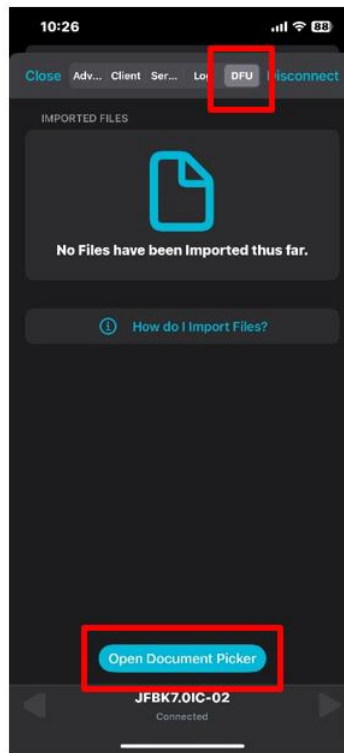 10:26
88
Close Adv... Client Ser... Log DFU Disconnect
IMPORTED FILES
No Files have been Imported thus far.
How do I Import Files?
Open Document Picker
JFBK7.0IC-02
Connected